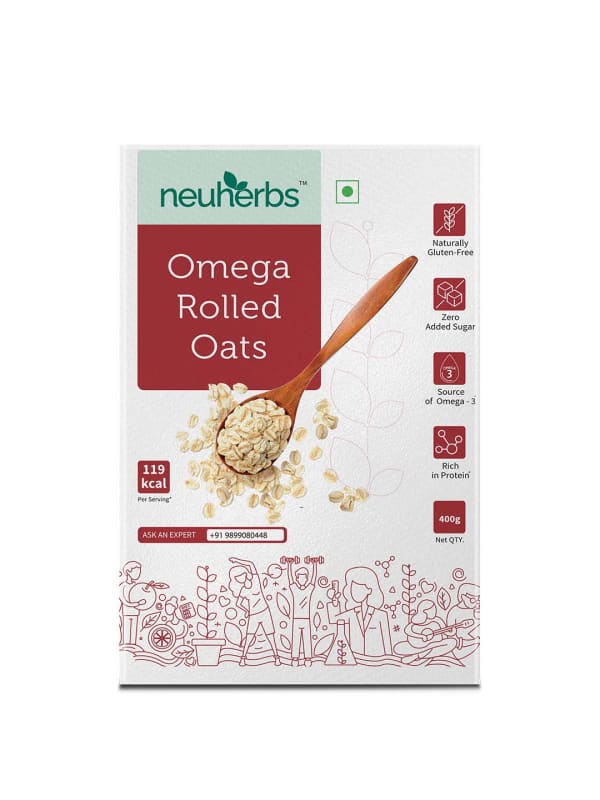 neuherbs™
Omega
Rolled
Oats
Naturally
Gluten-Free
Zero
Added Sugar
OMEGA
3
Source
of Omega - 3
Rich
in Protein*
119
kcal
Per Serving*
400g
Net QTY.
ASK AN EXPERT
+91 9899080448